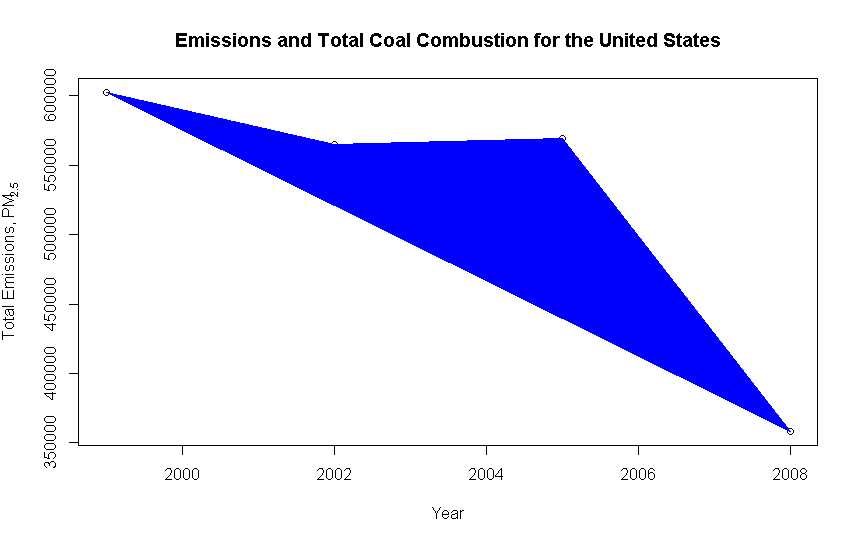 Emissions and Total Coal Combustion for the United States
Total Emissions, PM2.5
600000
550000
500000
450000
400000
350000
2000 2002 2004 2006 2008
Year